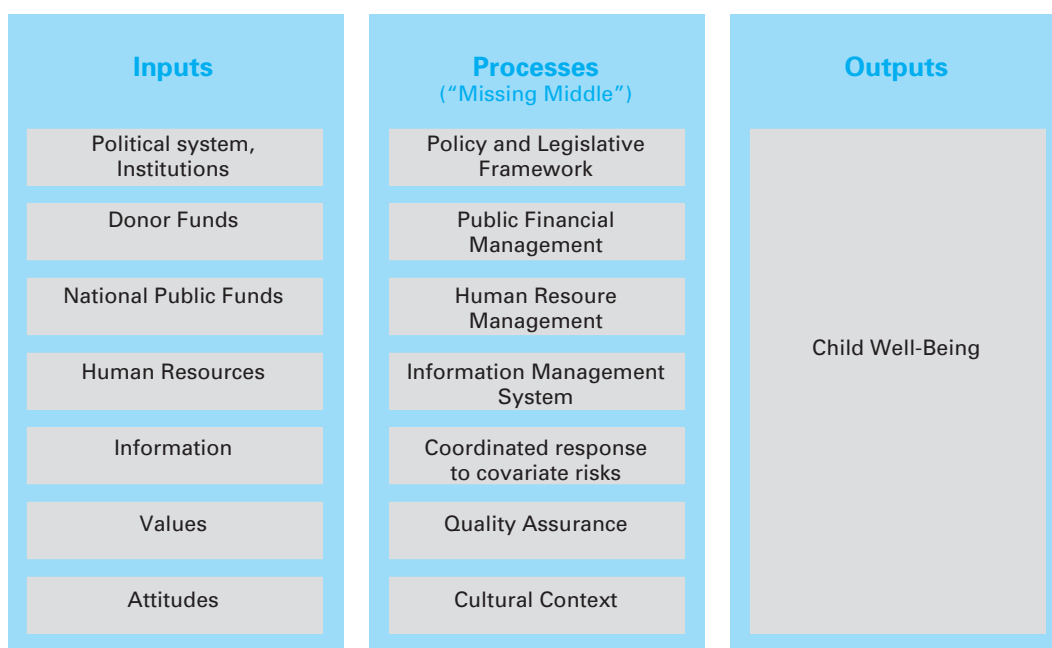 Inputs
Political system,
Institutions
Donor Funds
National Public Funds
Human Resources
Information
Values
Attitudes
Processes
(“Missing Middle”)
Policy and Legislative
Framework
Public Financial
Management
Human Resoure
Management
Information Management
System
Coordinated response
to covariate risks
Quality Assurance
Cultural Context
Outputs
Child Well-Being